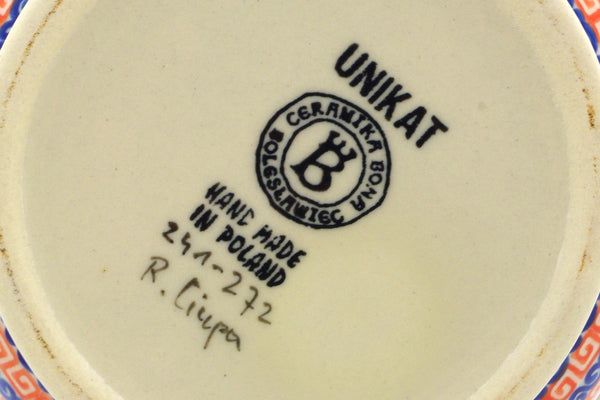 UNIKAT
CERAMIKA BONA
BOLESŁAWIEC
B
HAND MADE
IN POLAND
241-272
R. Ciupa